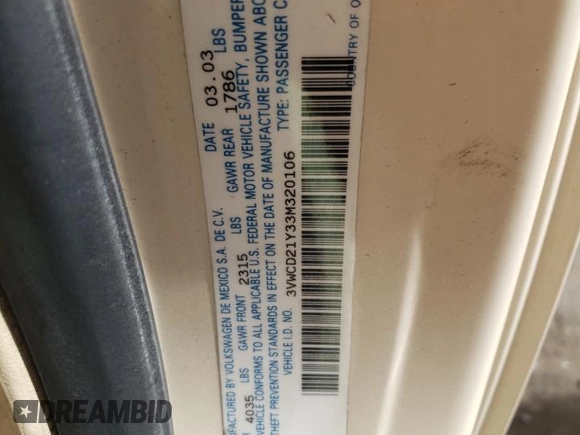 MANUFACTURED BY VOLKSWAGEN DE MEXICO S.A. DE C.V. DATE 03.03
4035 LBS GAWR FRONT 2315 LBS GAWR REAR 1786 LBS
VEHICLE CONFORMS TO ALL APPLICABLE U.S. FEDERAL MOTOR VEHICLE SAFETY, BUMPER
THEFT PREVENTION STANDARDS IN EFFECT ON THE DATE OF MANUFACTURE SHOWN ABO
VEHICLE I.D. NO. 3VWCD21Y33M320106 TYPE: PASSENGER C
COUNTRY OF O
DREAMBID